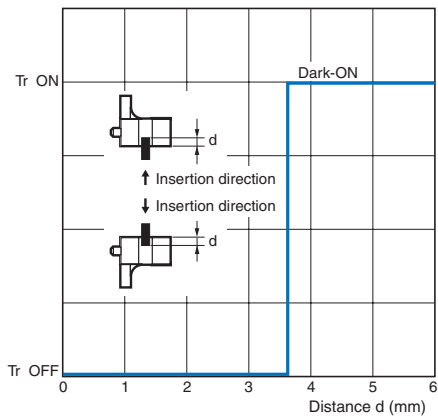 Tr ON
Dark-ON
d
Insertion direction
Insertion direction
d
Tr OFF
0 1 2 3 4 5 6
Distance d (mm)